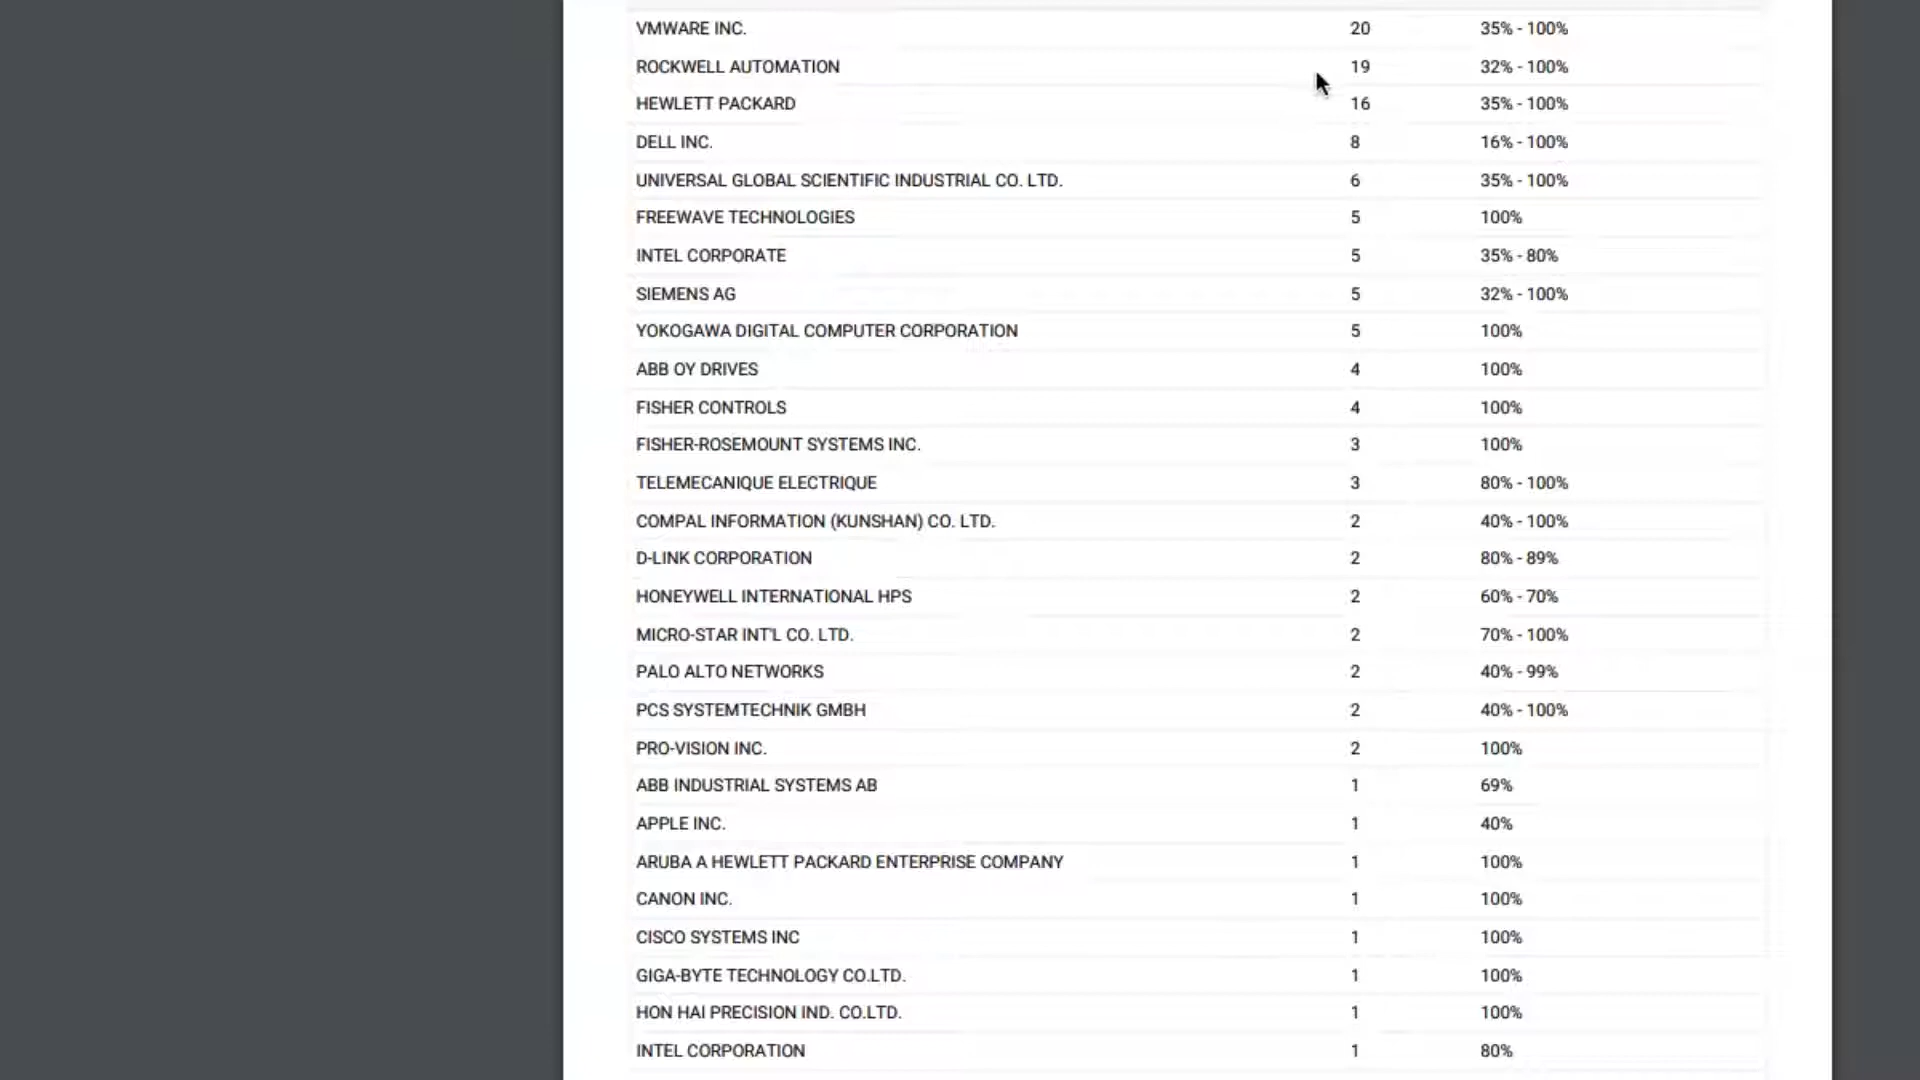 VMWARE INC. 20 35% - 100%
ROCKWELL AUTOMATION 19 32% - 100%
HEWLETT PACKARD 16 35% - 100%
DELL INC. 8 16% - 100%
UNIVERSAL GLOBAL SCIENTIFIC INDUSTRIAL CO. LTD. 6 35% - 100%
FREEWAVE TECHNOLOGIES 5 100%
INTEL CORPORATE 5 35% - 80%
SIEMENS AG 5 32% - 100%
YOKOGAWA DIGITAL COMPUTER CORPORATION 5 100%
ABB OY DRIVES 4 100%
FISHER CONTROLS 4 100%
FISHER-ROSEMOUNT SYSTEMS INC. 3 100%
TELEMECANIQUE ELECTRIQUE 3 80% - 100%
COMPAL INFORMATION (KUNSHAN) CO. LTD. 2 40% - 100%
D-LINK CORPORATION 2 80% - 89%
HONEYWELL INTERNATIONAL HPS 2 60% - 70%
MICRO-STAR INT'L CO. LTD. 2 70% - 100%
PALO ALTO NETWORKS 2 40% - 99%
PCS SYSTEMTECHNIK GMBH 2 40% - 100%
PRO-VISION INC. 2 100%
ABB INDUSTRIAL SYSTEMS AB 1 69%
APPLE INC. 1 40%
ARUBA A HEWLETT PACKARD ENTERPRISE COMPANY 1 100%
CANON INC. 1 100%
CISCO SYSTEMS INC 1 100%
GIGA-BYTE TECHNOLOGY CO.LTD. 1 100%
HON HAI PRECISION IND. CO.LTD. 1 100%
INTEL CORPORATION 1 80%